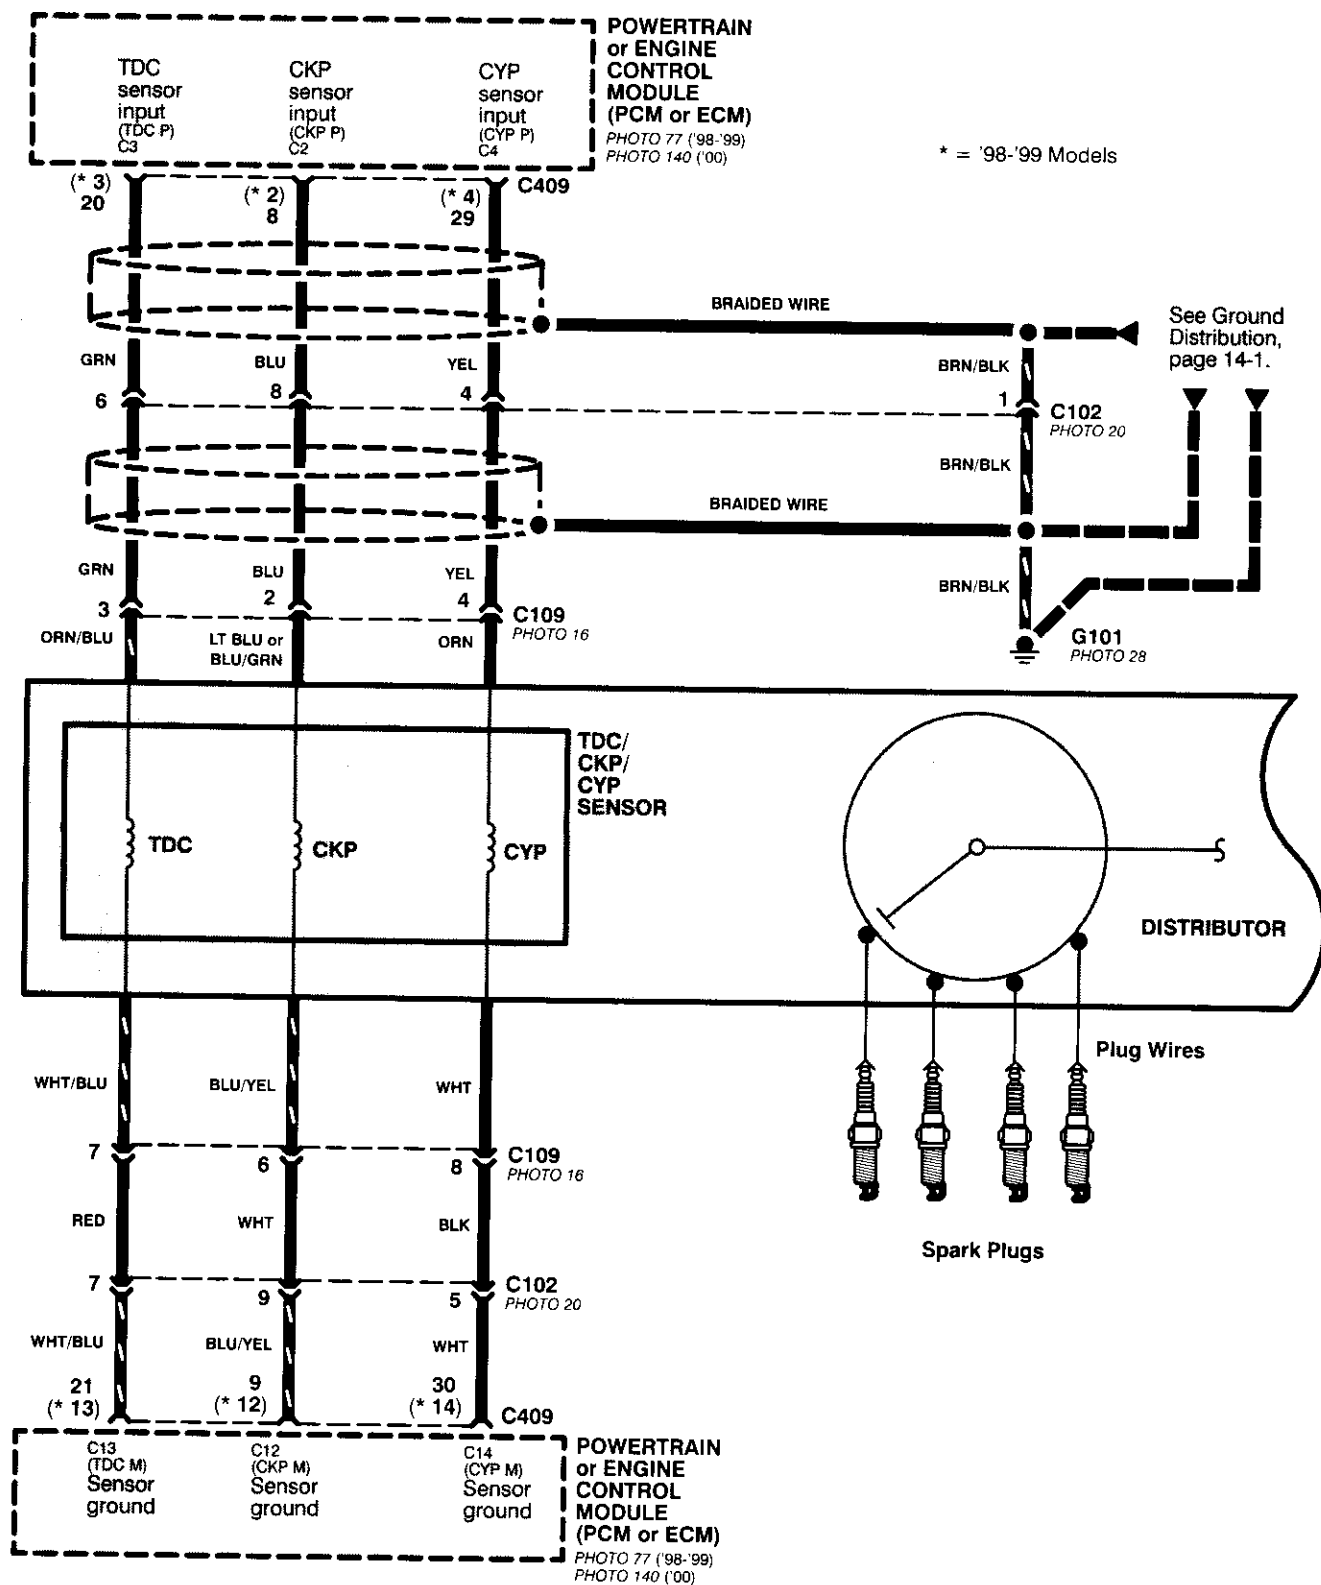 POWERTRAIN
or ENGINE
CONTROL
MODULE
(PCM or ECM)
PHOTO 77 ('98-'99)
PHOTO 140 ('00)
TDC
sensor
input
(TDC P)
C3
CKP
sensor
input
(CKP P)
C2
CYP
sensor
input
(CYP P)
C4
* = '98-'99 Models
(* 3)
20
(* 2)
8
(* 4)
29
C409
BRAIDED WIRE
See Ground
Distribution,
page 14-1.
GRN
BLU
YEL
BRN/BLK
6
8
4
1
C102
PHOTO 20
BRN/BLK
BRAIDED WIRE
GRN
BLU
YEL
BRN/BLK
3
2
4
C109
PHOTO 16
ORN/BLU
LT BLU or
BLU/GRN
ORN
G101
PHOTO 28
TDC/
CKP/
CYP
SENSOR
TDC
CKP
CYP
DISTRIBUTOR
Plug Wires
WHT/BLU
BLU/YEL
WHT
7
6
8
C109
PHOTO 16
RED
WHT
BLK
Spark Plugs
7
9
5
C102
PHOTO 20
WHT/BLU
BLU/YEL
WHT
21
(* 13)
9
(* 12)
30
(* 14)
C409
C13
(TDC M)
Sensor
ground
C12
(CKP M)
Sensor
ground
C14
(CYP M)
Sensor
ground
POWERTRAIN
or ENGINE
CONTROL
MODULE
(PCM or ECM)
PHOTO 77 ('98-'99)
PHOTO 140 ('00)